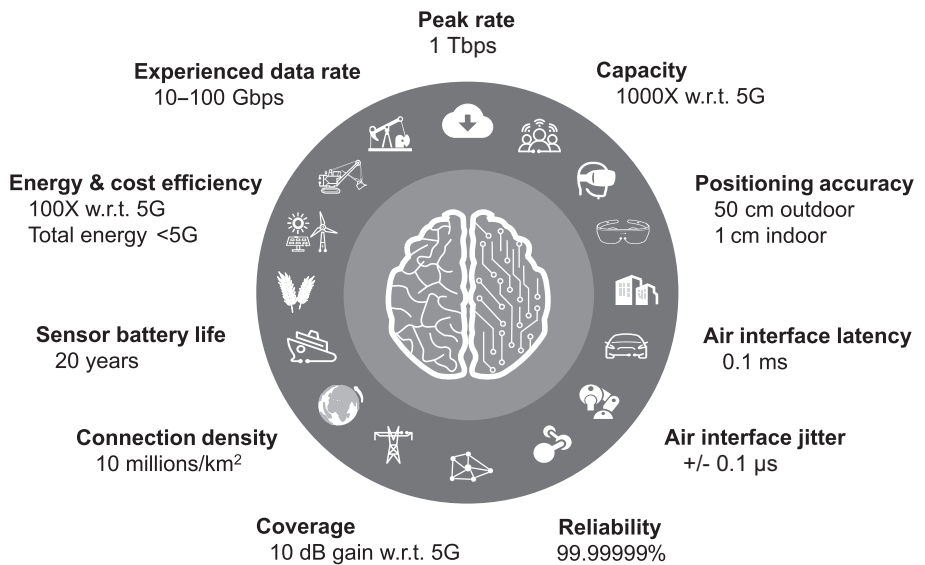 Peak rate
1 Tbps
Experienced data rate
10–100 Gbps
Capacity
1000X w.r.t. 5G
Energy & cost efficiency
100X w.r.t. 5G
Total energy <5G
Positioning accuracy
50 cm outdoor
1 cm indoor
Sensor battery life
20 years
Air interface latency
0.1 ms
Connection density
10 millions/km²
Air interface jitter
+/- 0.1 µs
Coverage
10 dB gain w.r.t. 5G
Reliability
99.99999%